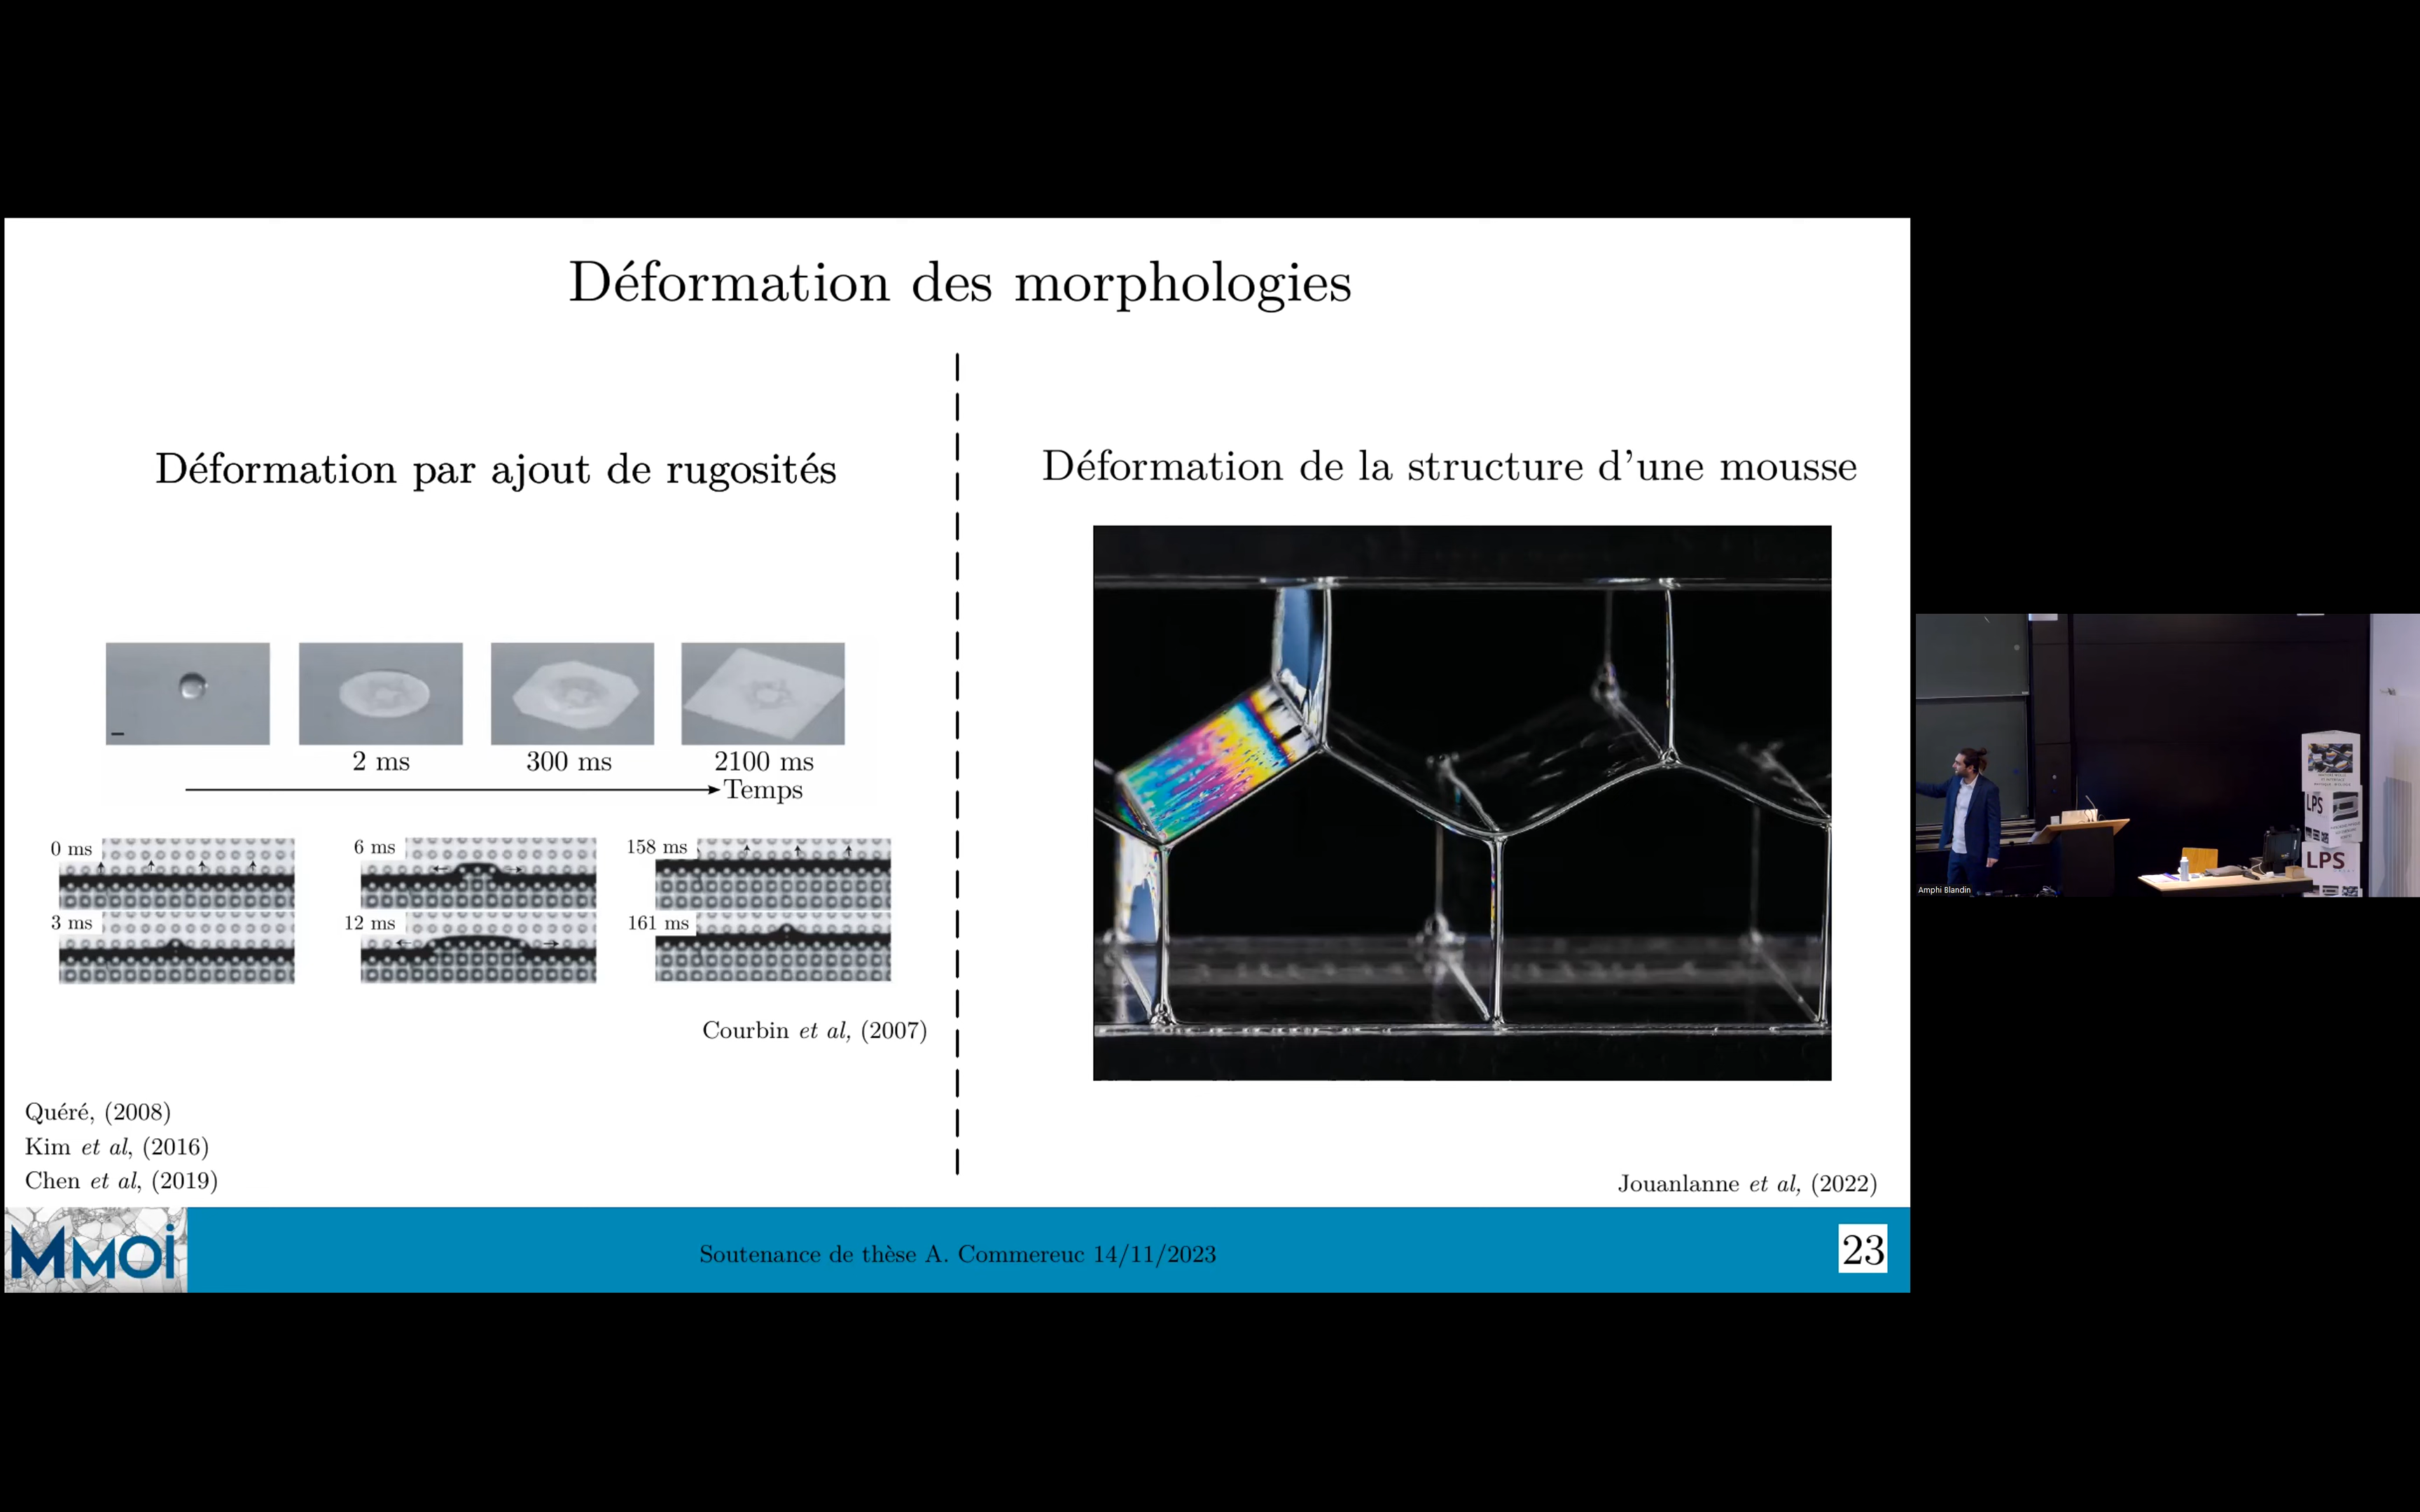 Déformation des morphologies
Déformation par ajout de rugosités
2 ms
300 ms
2100 ms
Temps
0 ms
6 ms
158 ms
3 ms
12 ms
161 ms
Courbin et al, (2007)
Quéré, (2008)
Kim et al, (2016)
Chen et al, (2019)
Déformation de la structure d'une mousse
Jouanlanne et al, (2022)
MMOi
Soutenance de thèse A. Commereuc 14/11/2023
23
LPS
LPS
Amphi Blandin